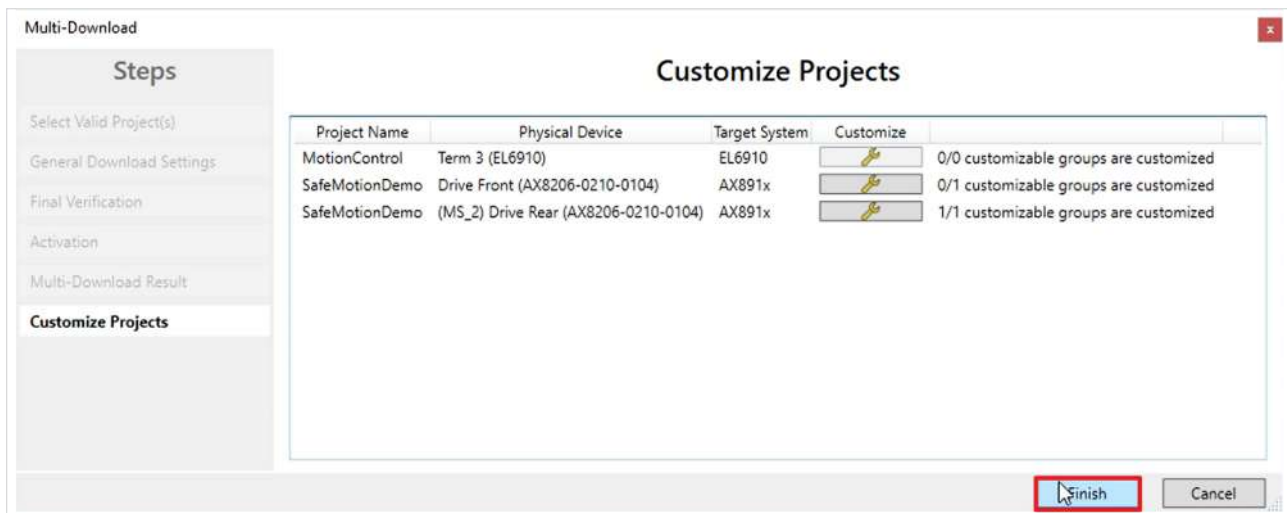 Multi-Download
x
Steps
Customize Projects
Select Valid Project(s)
General Download Settings
Final Verification
Activation
Multi-Download Result
Customize Projects
Project Name Physical Device Target System Customize
MotionControl Term 3 (EL6910) EL6910 0/0 customizable groups are customized
SafeMotionDemo Drive Front (AX8206-0210-0104) AX891x 0/1 customizable groups are customized
SafeMotionDemo (MS_2) Drive Rear (AX8206-0210-0104) AX891x 1/1 customizable groups are customized
Finish Cancel